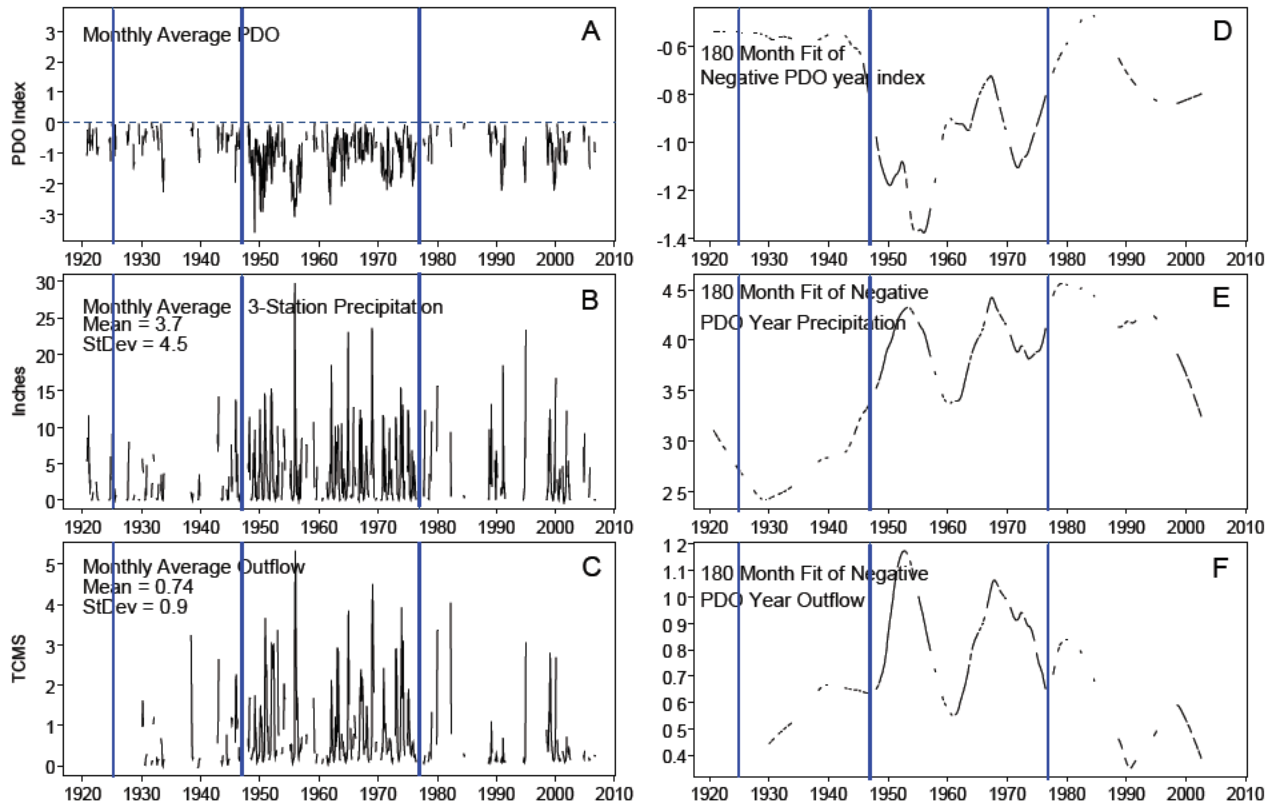 Monthly Average PDO
A
PDO Index
3
2
1
0
-1
-2
-3
1920 1930 1940 1950 1960 1970 1980 1990 2000 2010
180 Month Fit of
Negative PDO year index
D
-0 6
-0.8
-1 0
-1.2
-1.4
1920 1930 1940 1950 1960 1970 1980 1990 2000 2010
Monthly Average 3-Station Precipitation
Mean = 3.7
StDev = 4.5
B
Inches
30
25
20
15
10
5
0
1920 1930 1940 1950 1960 1970 1980 1990 2000 2010
180 Month Fit of Negative
PDO Year Precipitation
E
4 5
4 0
3.5
3 0
2 5
1920 1930 1940 1950 1960 1970 1980 1990 2000 2010
Monthly Average Outflow
Mean = 0.74
StDev = 0.9
C
TCMS
5
4
3
2
1
0
1920 1930 1940 1950 1960 1970 1980 1990 2000 2010
180 Month Fit of Negative
PDO Year Outflow
F
1 2
1.1
1 0
0 9
0.8
0.7
0.6
0.5
0.4
1920 1930 1940 1950 1960 1970 1980 1990 2000 2010